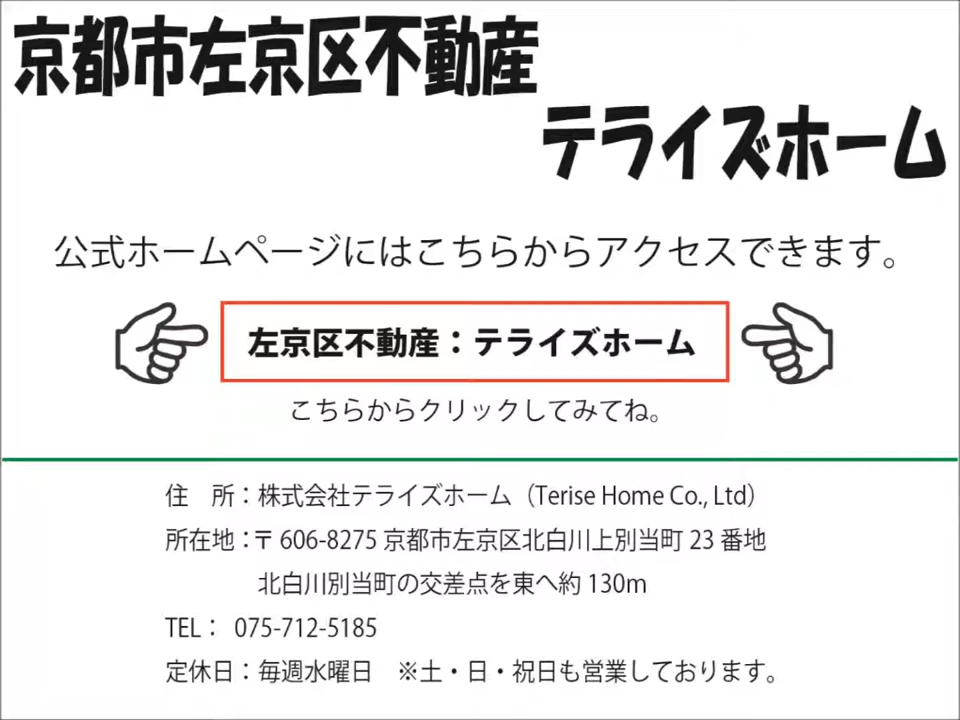 京都市左京区不動産
テライズホーム
公式ホームページにはこちらからアクセスできます。
左京区不動産：テライズホーム
こちらからクリックしてみてね。
住　所：株式会社テライズホーム（Terise Home Co., Ltd）
所在地：〒606-8275 京都市左京区北白川上別当町 23 番地
北白川別当町の交差点を東へ約 130m
TEL： 075-712-5185
定休日：毎週水曜日　※土・日・祝日も営業しております。